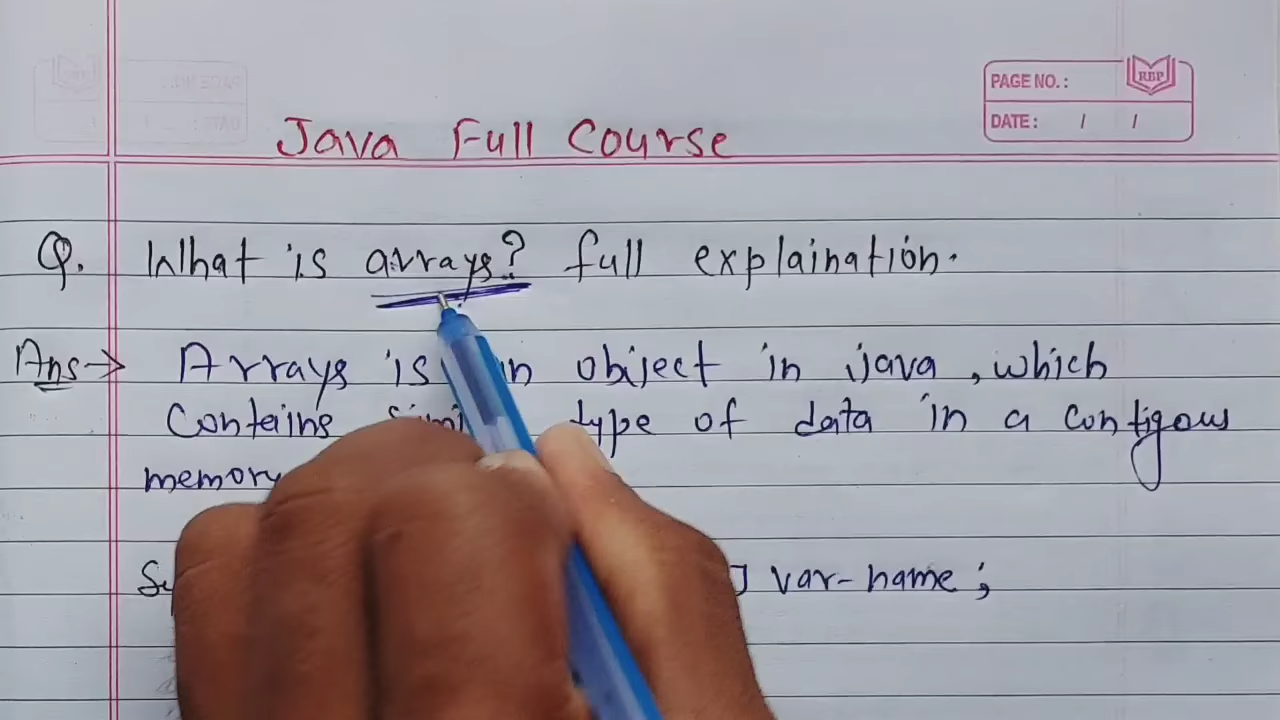 PAGE NO. :
RBP
DATE : / /
Java Full Course
Q. What is arrays? full explaination.
Ans → Arrays is an object in java, which
Contains type of data in a contigous
memory
var-name ;